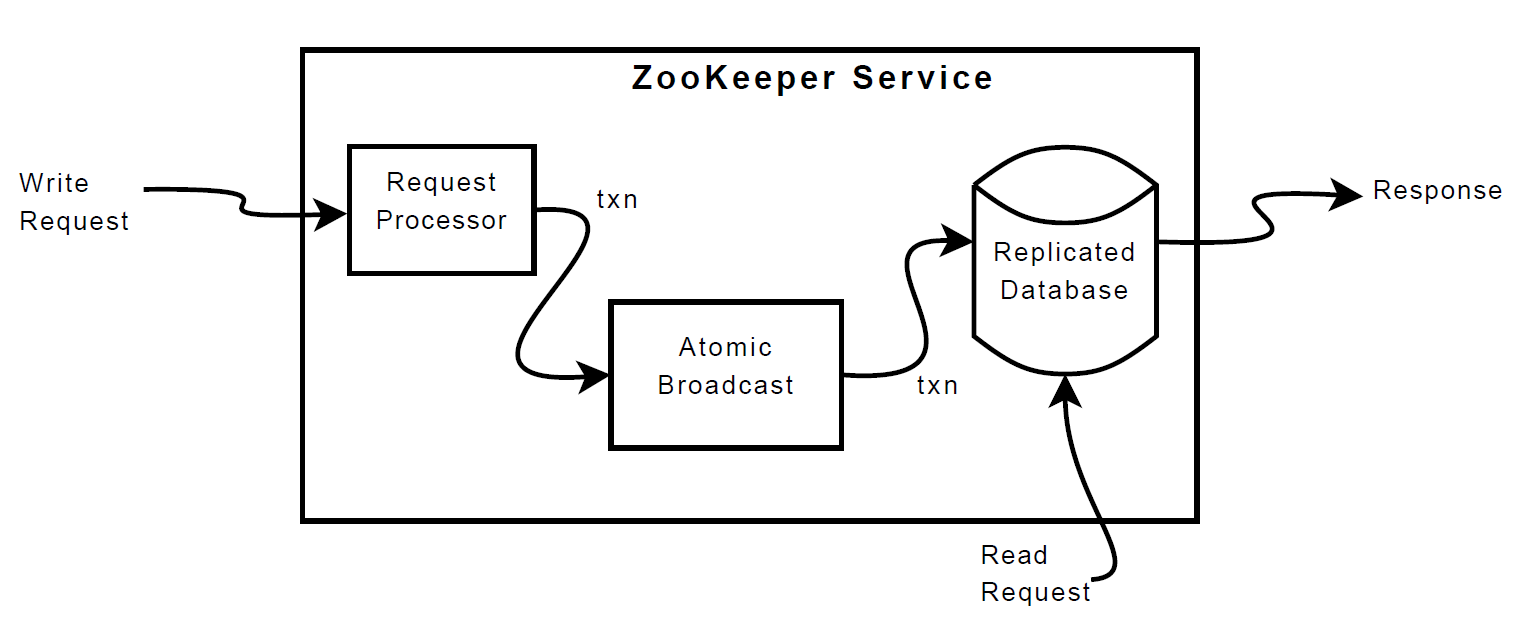 ZooKeeper Service
Write
Request
Request
Processor
txn
Atomic
Broadcast
txn
Replicated
Database
Response
Read
Request